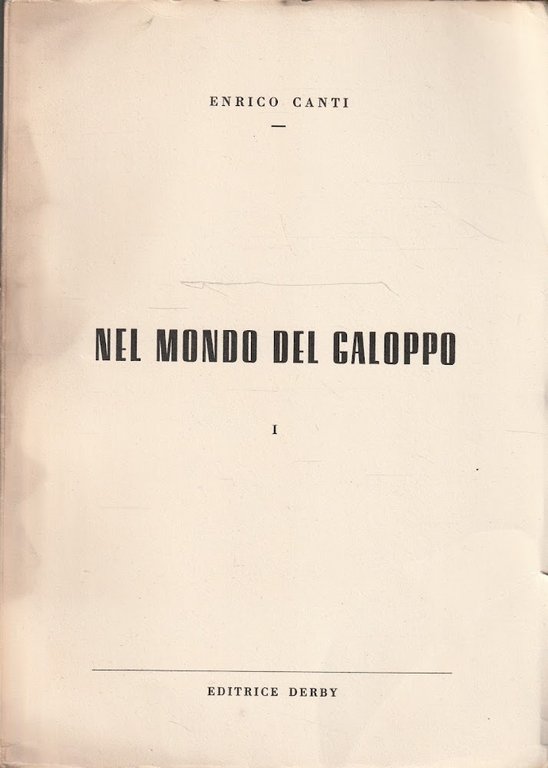 ENRICO CANTI
NEL MONDO DEL GALOPPO
I
EDITRICE DERBY